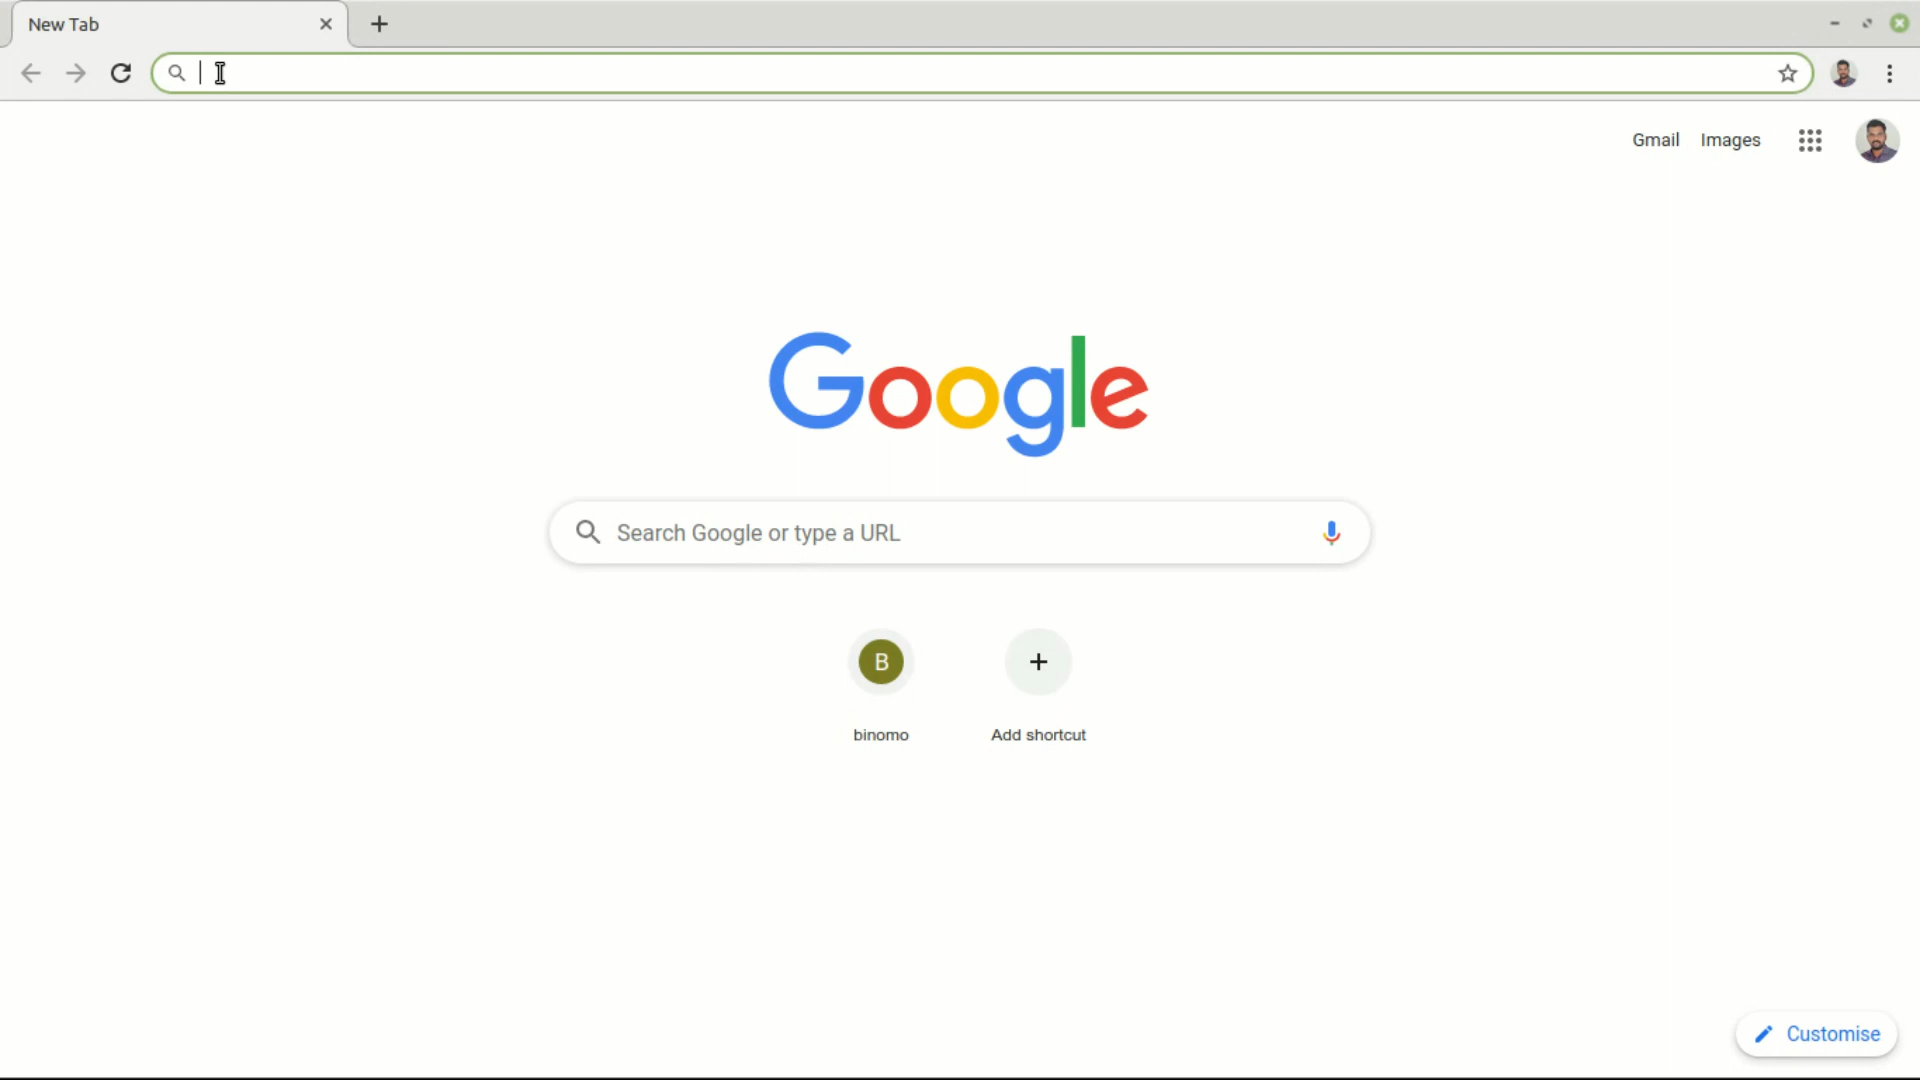 New Tab
Gmail Images
Google
Search Google or type a URL
B
binomo
Add shortcut
Customise